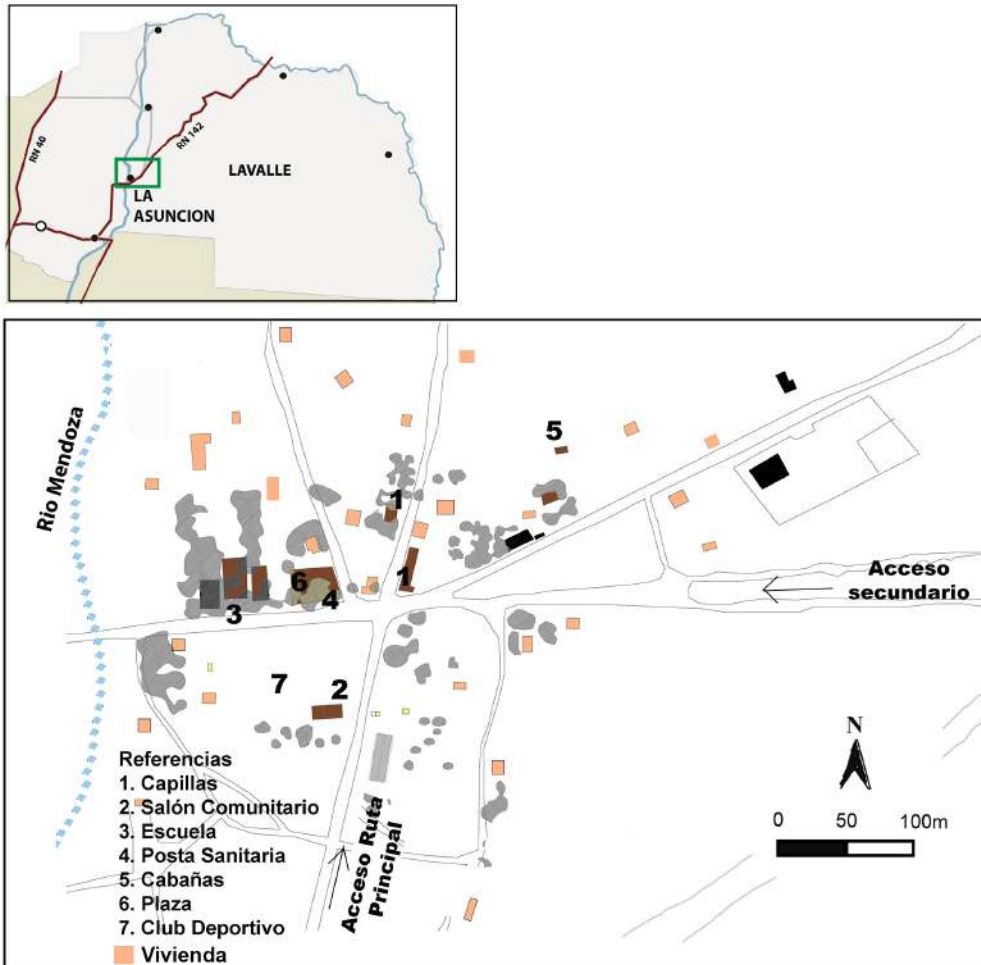 RN 40
RN 142
LAVALLE
LA
ASUNCION
Rio Mendoza
5
1
1
6
4
3
Acceso
secundario
7
2
N
0 50 100m
Acceso Ruta
Principal
Referencias
1. Capillas
2. Salón Comunitario
3. Escuela
4. Posta Sanitaria
5. Cabañas
6. Plaza
7. Club Deportivo
Vivienda